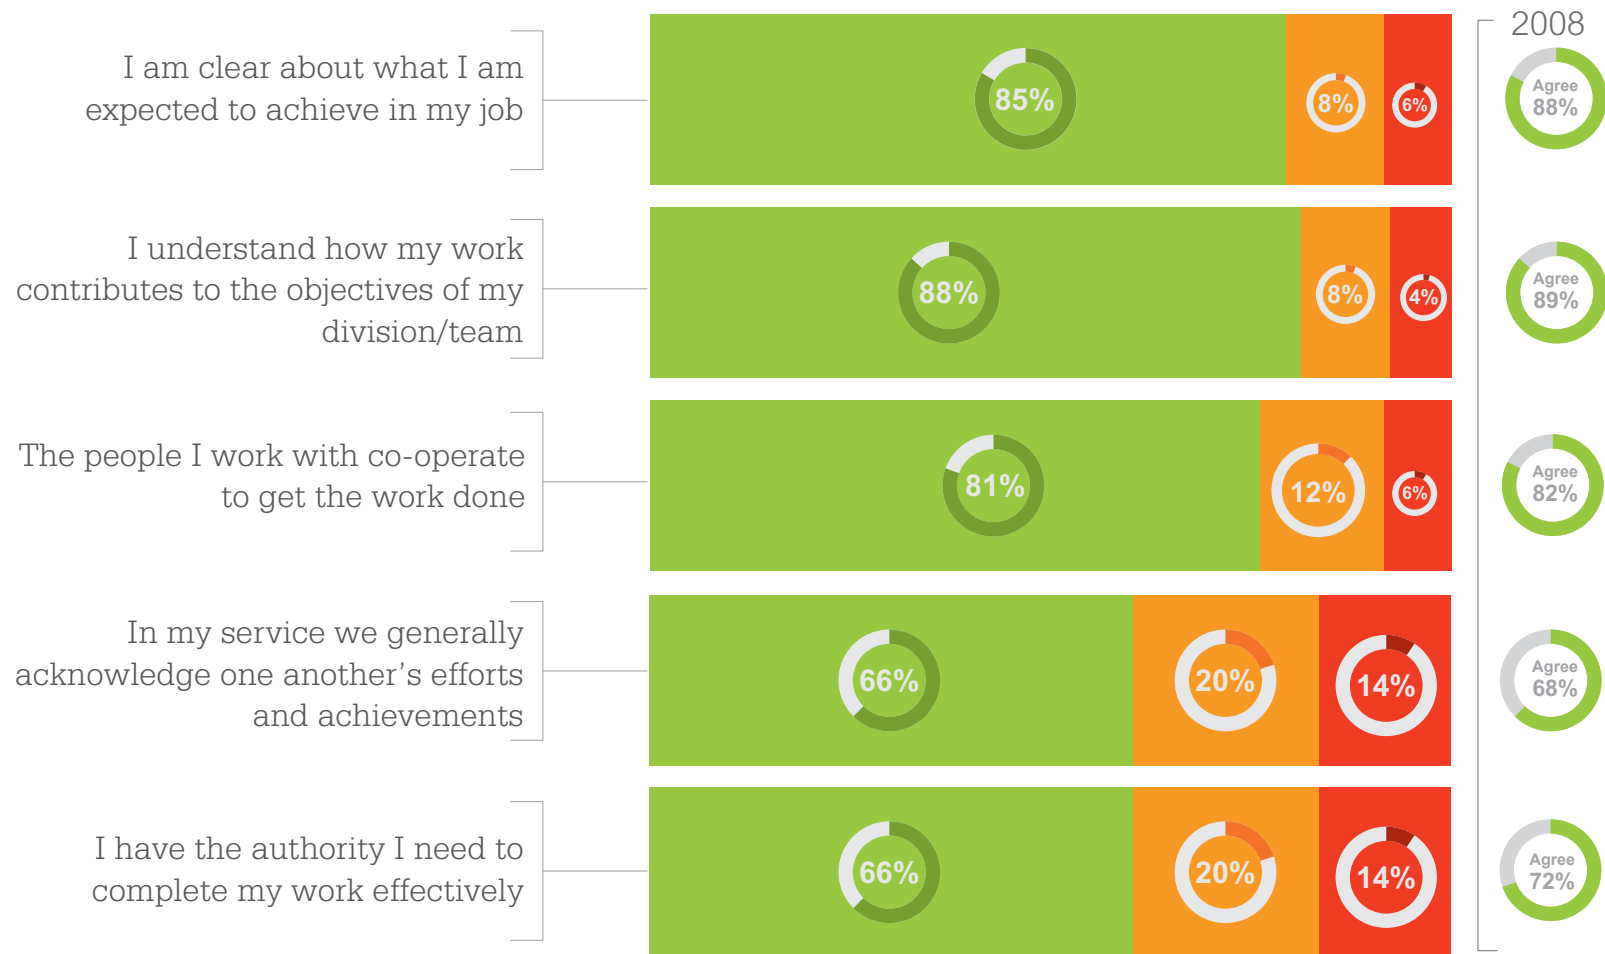 2008
I am clear about what I am
expected to achieve in my job
85%
8%
6%
Agree
88%
I understand how my work
contributes to the objectives of my
division/team
88%
8%
4%
Agree
89%
The people I work with co-operate
to get the work done
81%
12%
6%
Agree
82%
In my service we generally
acknowledge one another’s efforts
and achievements
66%
20%
14%
Agree
68%
I have the authority I need to
complete my work effectively
66%
20%
14%
Agree
72%